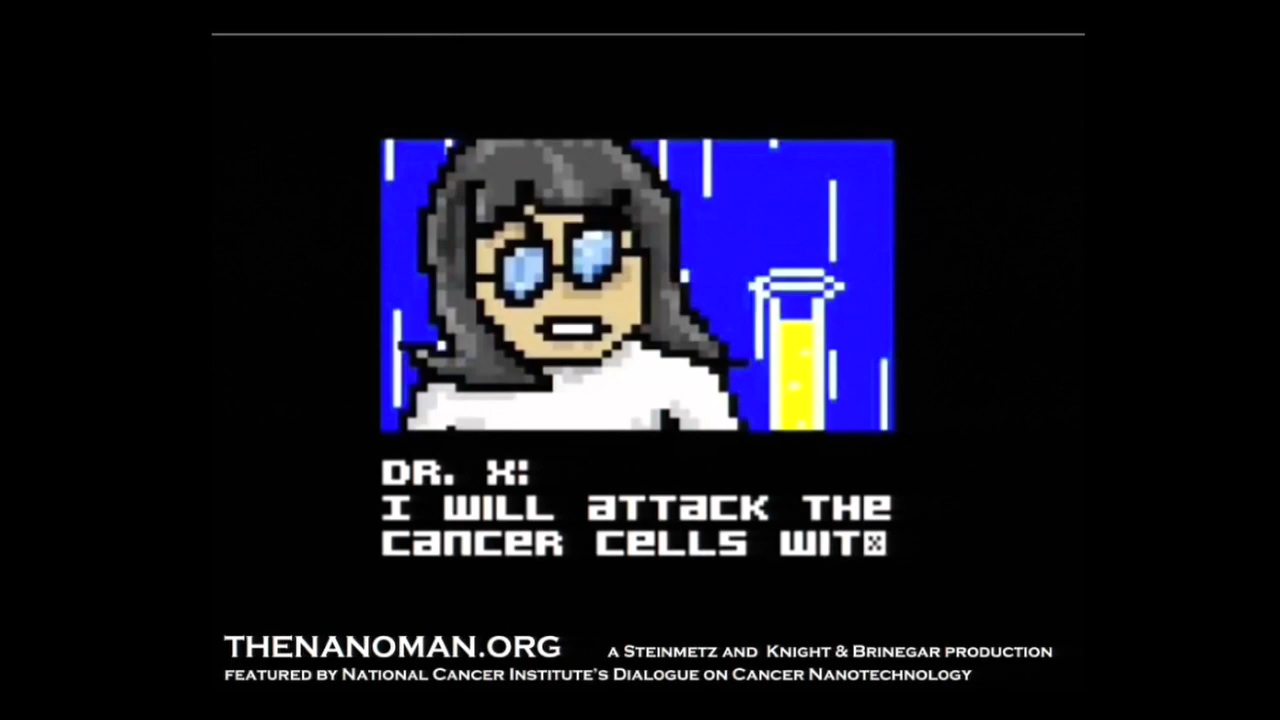 DR. X:
I WILL ATTACK THE
CANCER CELLS WIT
THENANOMAN.ORG A STEINMETZ AND KNIGHT & BRINEGAR PRODUCTION
FEATURED BY NATIONAL CANCER INSTITUTE'S DIALOGUE ON CANCER NANOTECHNOLOGY